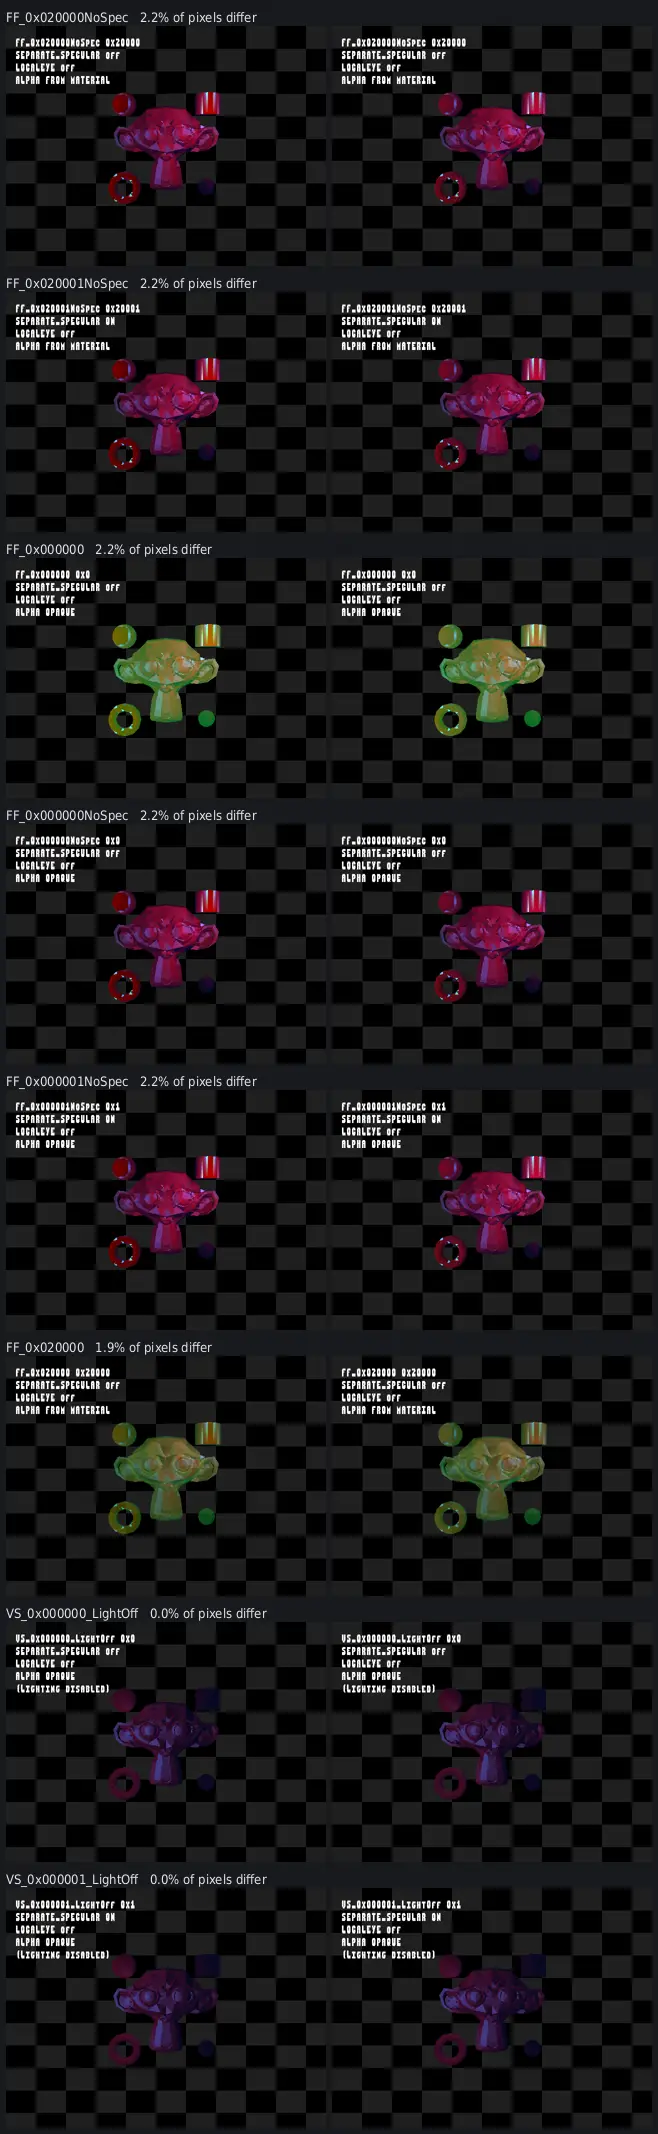 FF_0x020000NoSpec 2.2% of pixels differ
ff_0x020000NoSpec 0x20000 ff_0x020000NoSpec 0x20000
SEPARATE_SPECULAR off SEPARATE_SPECULAR off
LOCALEYE off LOCALEYE off
ALPHA FROM MATERIAL ALPHA FROM MATERIAL
FF_0x020001NoSpec 2.2% of pixels differ
ff_0x020001NoSpec 0x20001 ff_0x020001NoSpec 0x20001
SEPARATE_SPECULAR ON SEPARATE_SPECULAR ON
LOCALEYE off LOCALEYE off
ALPHA FROM MATERIAL ALPHA FROM MATERIAL
FF_0x000000 2.2% of pixels differ
ff_0x000000 0x0 ff_0x000000 0x0
SEPARATE_SPECULAR off SEPARATE_SPECULAR off
LOCALEYE off LOCALEYE off
ALPHA OPAQUE ALPHA OPAQUE
FF_0x000000NoSpec 2.2% of pixels differ
ff_0x000000NoSpec 0x0 ff_0x000000NoSpec 0x0
SEPARATE_SPECULAR off SEPARATE_SPECULAR off
LOCALEYE off LOCALEYE off
ALPHA OPAQUE ALPHA OPAQUE
FF_0x000001NoSpec 2.2% of pixels differ
ff_0x000001NoSpec 0x1 ff_0x000001NoSpec 0x1
SEPARATE_SPECULAR ON SEPARATE_SPECULAR ON
LOCALEYE off LOCALEYE off
ALPHA OPAQUE ALPHA OPAQUE
FF_0x020000 1.9% of pixels differ
ff_0x020000 0x20000 ff_0x020000 0x20000
SEPARATE_SPECULAR off SEPARATE_SPECULAR off
LOCALEYE off LOCALEYE off
ALPHA FROM MATERIAL ALPHA FROM MATERIAL
VS_0x000000_LightOff 0.0% of pixels differ
VS_0x000000_LightOff 0x0 VS_0x000000_LightOff 0x0
SEPARATE_SPECULAR off SEPARATE_SPECULAR off
LOCALEYE off LOCALEYE off
ALPHA OPAQUE ALPHA OPAQUE
(LIGHTING DISABLED) (LIGHTING DISABLED)
VS_0x000001_LightOff 0.0% of pixels differ
VS_0x000001_LightOff 0x1 VS_0x000001_LightOff 0x1
SEPARATE_SPECULAR ON SEPARATE_SPECULAR ON
LOCALEYE off LOCALEYE off
ALPHA OPAQUE ALPHA OPAQUE
(LIGHTING DISABLED) (LIGHTING DISABLED)